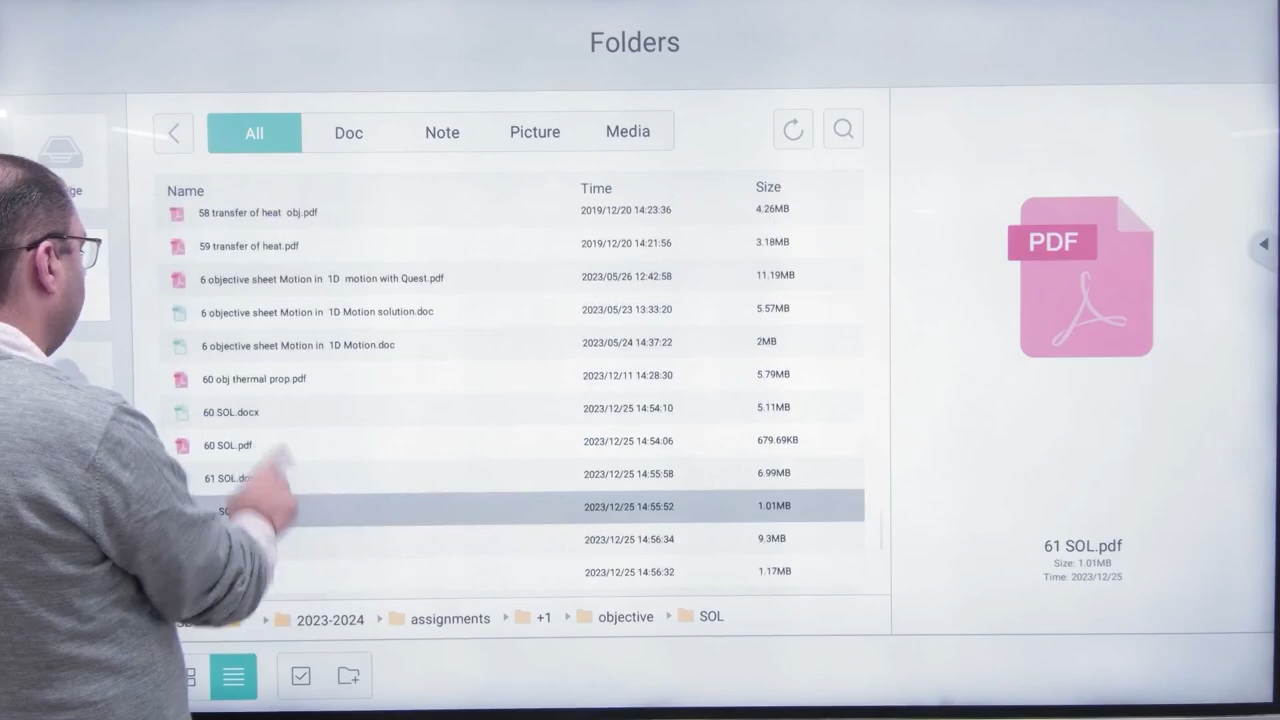 Folders
All Doc Note Picture Media
ge
Name Time Size
58 transfer of heat obj.pdf 2019/12/20 14:23:36 4.26MB
59 transfer of heat.pdf 2019/12/20 14:21:56 3.18MB
6 objective sheet Motion in 1D motion with Quest.pdf 2023/05/26 12:42:58 11.19MB
6 objective sheet Motion in 1D Motion solution.doc 2023/05/23 13:33:20 5.57MB
6 objective sheet Motion in 1D Motion.doc 2023/05/24 14:37:22 2MB
60 obj thermal prop.pdf 2023/12/11 14:28:30 5.79MB
60 SOL.docx 2023/12/25 14:54:10 5.11MB
60 SOL.pdf 2023/12/25 14:54:06 679.69KB
61 SOL.do 2023/12/25 14:55:58 6.99MB
2023/12/25 14:55:52 1.01MB
2023/12/25 14:56:34 9.3MB
2023/12/25 14:56:32 1.17MB
2023-2024 assignments +1 objective SOL
PDF
61 SOL.pdf
Size: 1.01MB
Time: 2023/12/25